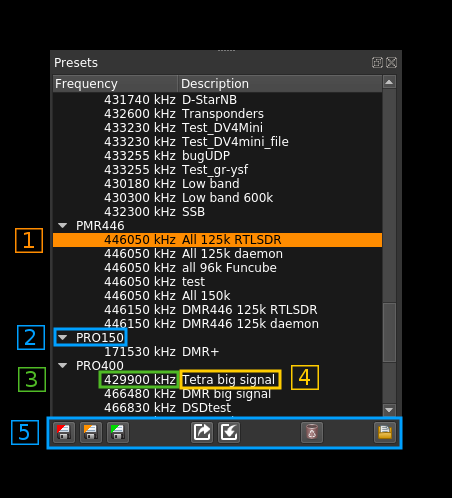 Presets
Frequency Description
431740 kHz D-StarNB
432600 kHz Transponders
433230 kHz Test_DV4Mini
433230 kHz Test_DV4mini_file
433255 kHz bugUDP
433255 kHz Test_gr-ysf
430180 kHz Low band
430300 kHz Low band 600k
432300 kHz SSB
PMR446
1 446050 kHz All 125k RTLSDR
446050 kHz All 125k daemon
446050 kHz all 96k Funcube
446050 kHz test
446050 kHz All 150k
446150 kHz DMR446 125k RTLSDR
446150 kHz DMR446 125k daemon
2 PRO150
171530 kHz DMR+
PRO400
3 429900 kHz Tetra big signal 4
466480 kHz DMR big signal
466830 kHz DSDtest
5